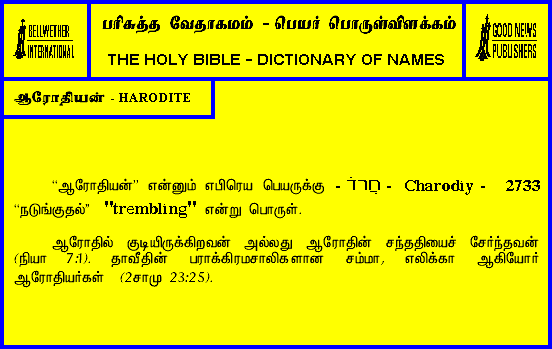 BELLWETHER
INTERNATIONAL
பரிசுத்த வேதாகமம் - பெயர் பொருள்விளக்கம்
THE HOLY BIBLE - DICTIONARY OF NAMES
GOOD NEWS
PUBLISHERS
ஆரோதியன் - HARODITE
“ஆரோதியன்” என்னும் எபிரெய பெயருக்கு - חֲרֹדִי - Charodiy - 2733
“நடுங்குதல்” "trembling" என்று பொருள்.
ஆரோதில் குடியிருக்கிறவன் அல்லது ஆரோதின் சந்ததியைச் சேர்ந்தவன்
(நியா 7:1). தாவீதின் பராக்கிரமசாலிகளான சம்மா, எலிக்கா ஆகியோர்
ஆரோதியர்கள் (2சாமு 23:25).